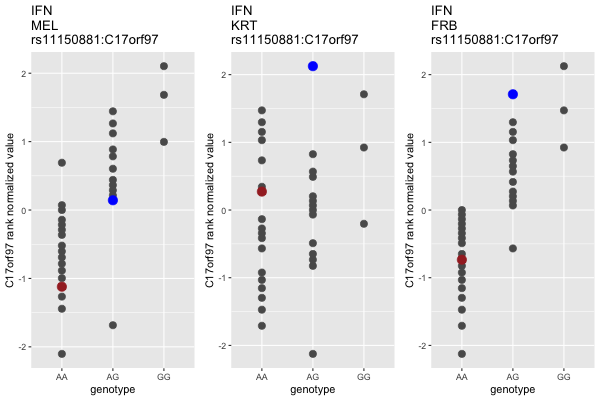 IFN
MEL
rs11150881:C17orf97
C17orf97 rank normalized value
2
1
0
-1
-2
AA
AG
GG
genotype
IFN
KRT
rs11150881:C17orf97
C17orf97 rank normalized value
2
1
0
-1
-2
AA
AG
GG
genotype
IFN
FRB
rs11150881:C17orf97
C17orf97 rank normalized value
2
1
0
-1
-2
AA
AG
GG
genotype